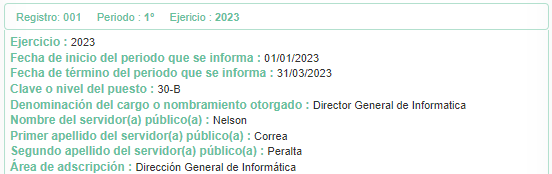 Registro: 001 Periodo : 1º Ejericio : 2023
Ejercicio : 2023
Fecha de inicio del periodo que se informa : 01/01/2023
Fecha de término del periodo que se informa : 31/03/2023
Clave o nivel del puesto : 30-B
Denominación del cargo o nombramiento otorgado : Director General de Informatica
Nombre del servidor(a) público(a) : Nelson
Primer apellido del servidor(a) público(a) : Correa
Segundo apellido del servidor(a) público(a) : Peralta
Área de adscripción : Dirección General de Informática